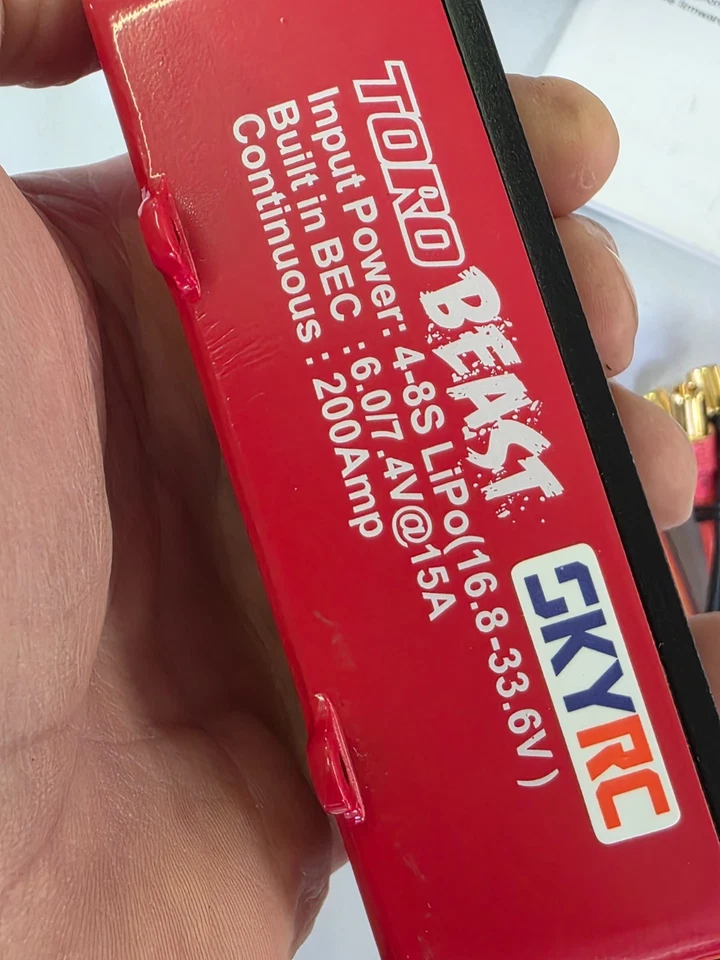 TORO BEAST
Input Power: 4-8S LiPo(16.8-33.6V)
Built in BEC : 6.0/7.4V@15A
Continuous : 200Amp
SKYRC